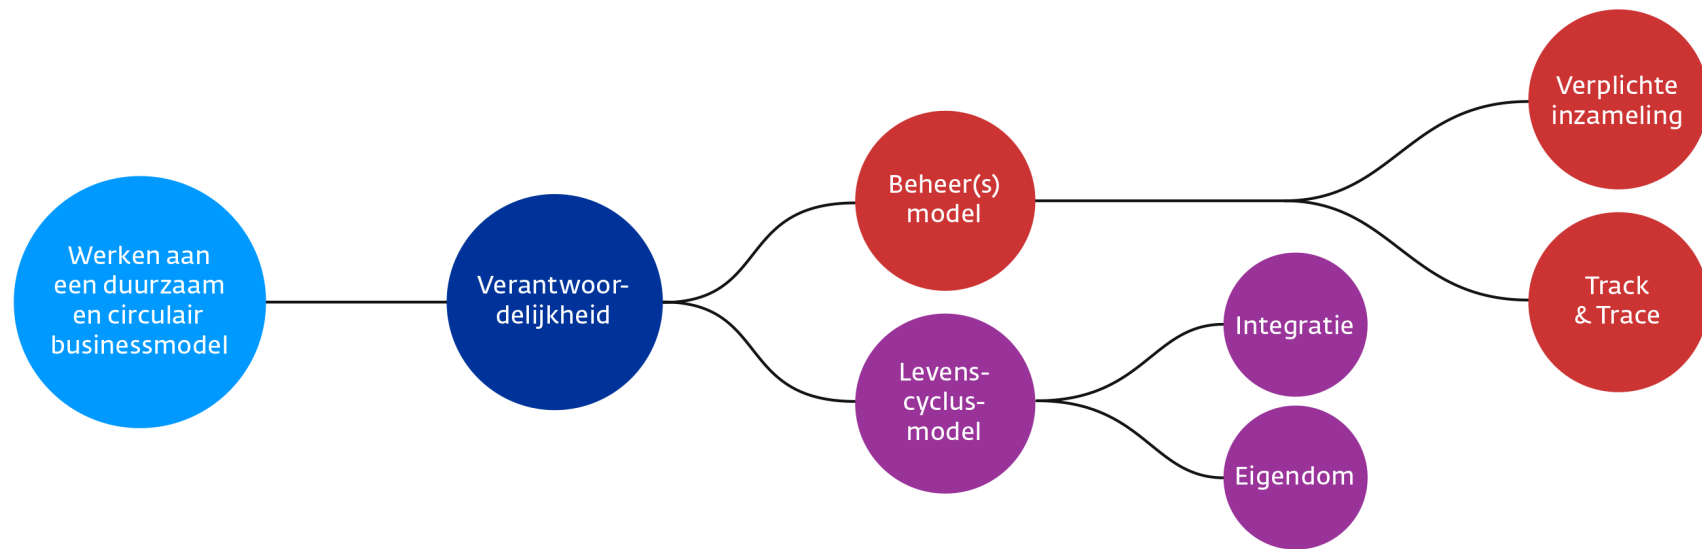 Werken aan
een duurzaam
en circulair
businessmodel
Verantwoor-
delijkheid
Beheer(s)
model
Levens-
cyclus-
model
Integratie
Eigendom
Verplichte
inzameling
Track
& Trace